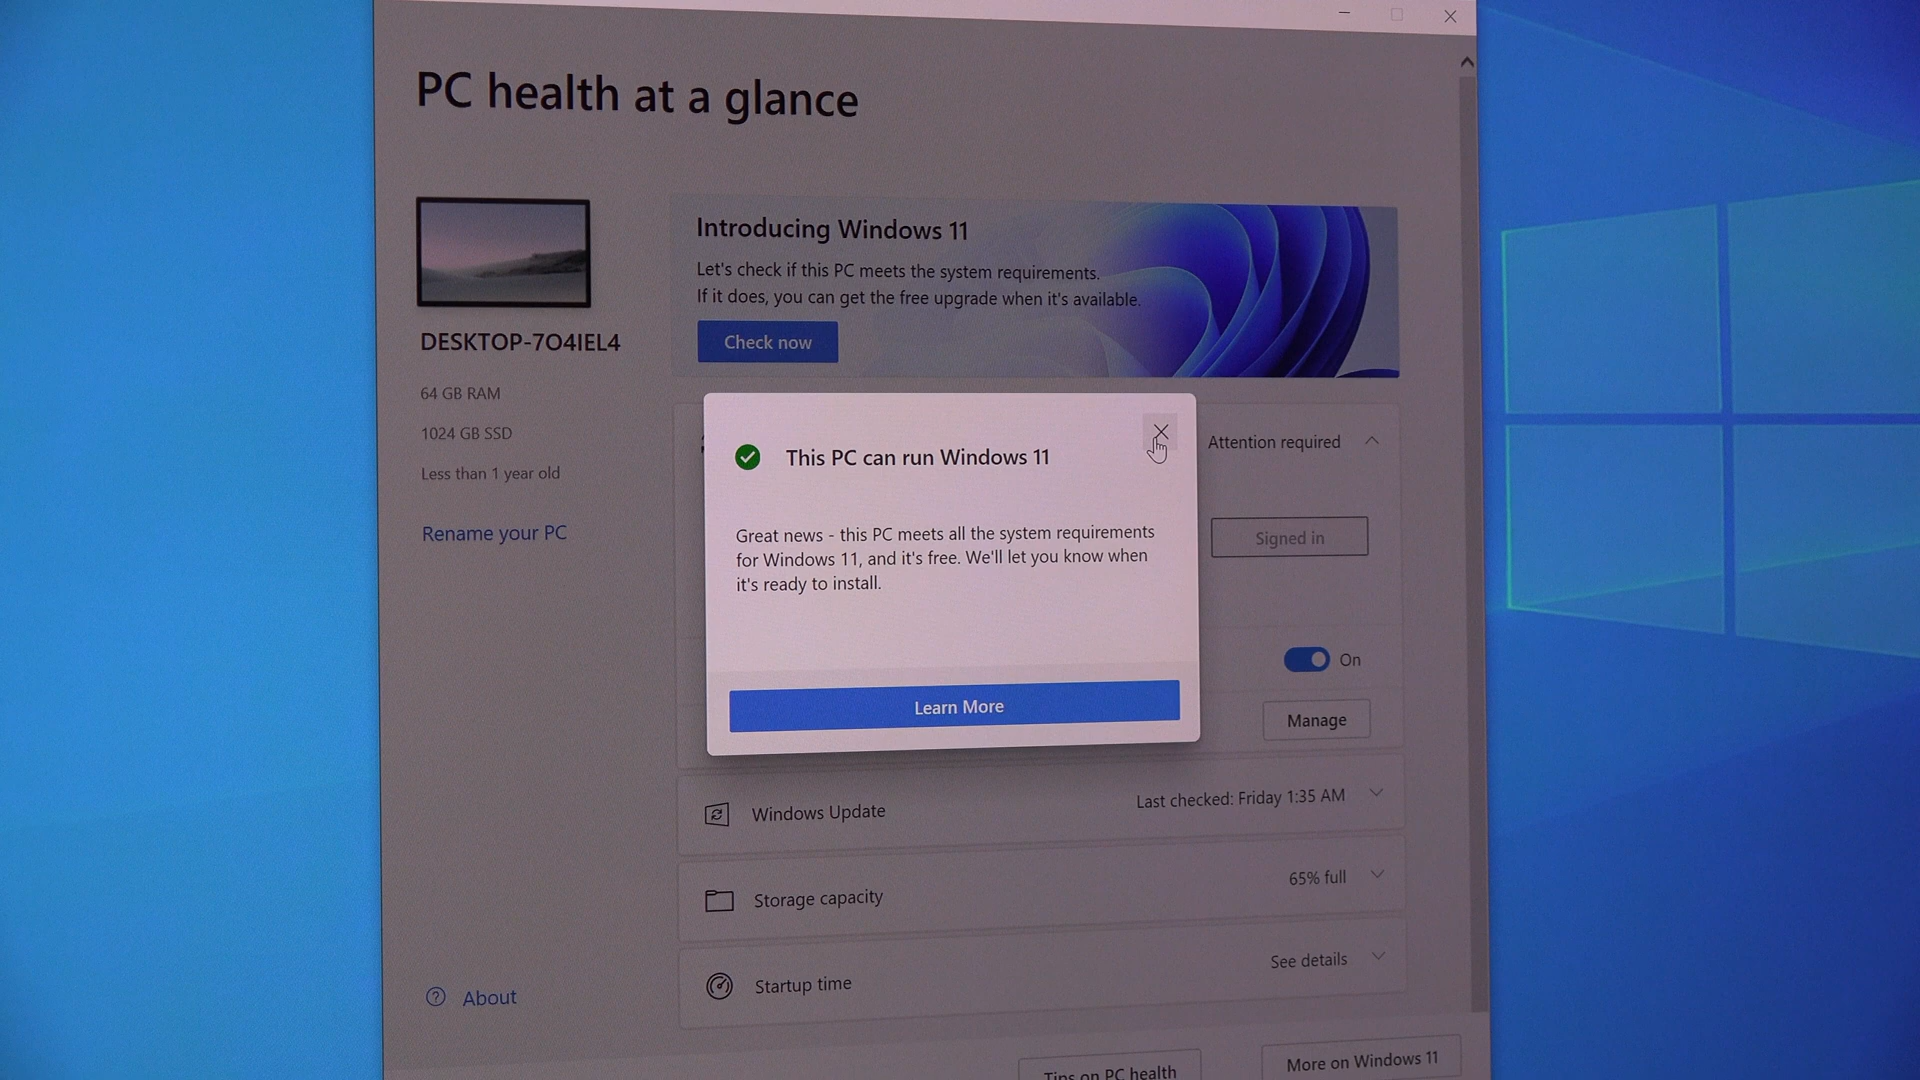 PC health at a glance
DESKTOP-7O4IEL4
64 GB RAM
1024 GB SSD
Less than 1 year old
Rename your PC
About
Introducing Windows 11
Let's check if this PC meets the system requirements.
If it does, you can get the free upgrade when it's available.
Check now
This PC can run Windows 11
Great news - this PC meets all the system requirements
for Windows 11, and it's free. We'll let you know when
it's ready to install.
Learn More
Attention required
Signed in
On
Manage
Windows Update
Last checked: Friday 1:35 AM
Storage capacity
65% full
Startup time
See details
Tips on PC health
More on Windows 11